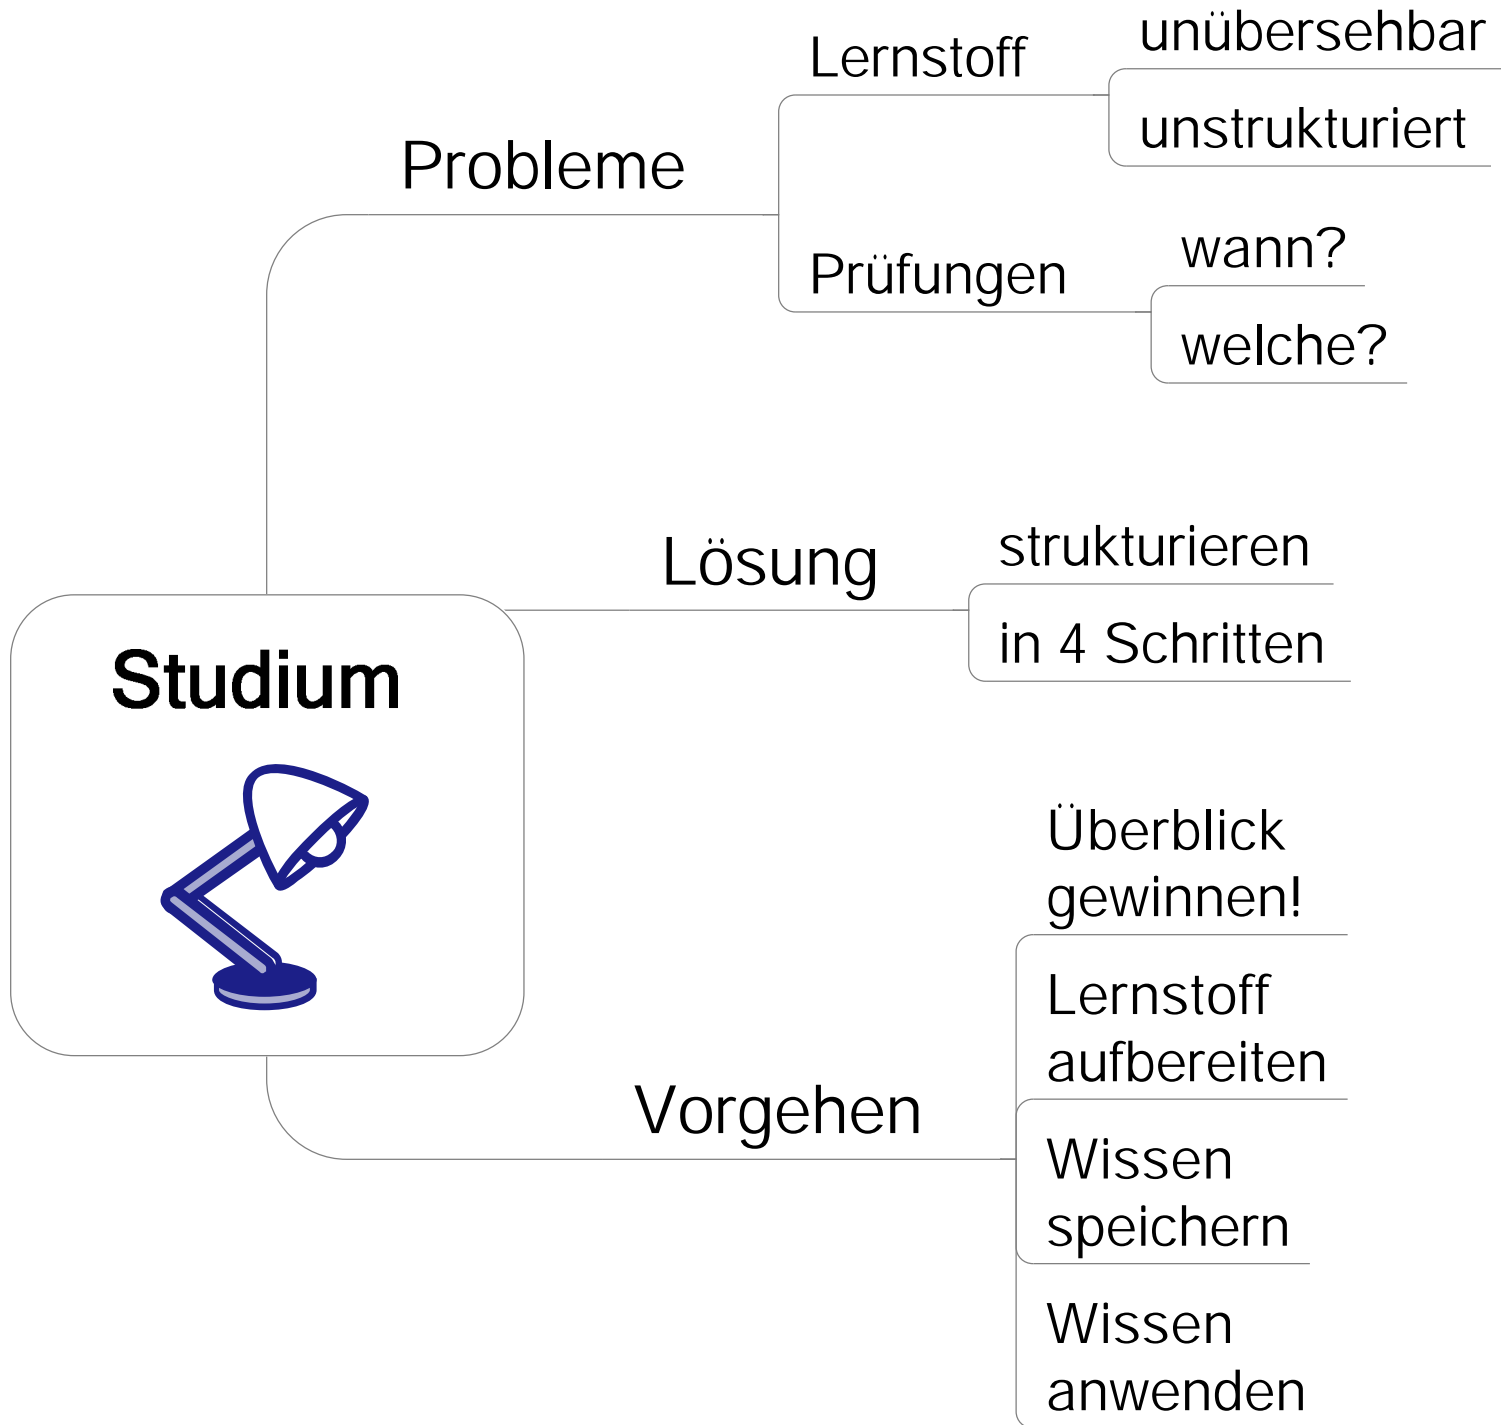 Studium
Probleme
Lernstoff
unübersehbar
unstrukturiert
Prüfungen
wann?
welche?
Lösung
strukturieren
in 4 Schritten
Vorgehen
Überblick
gewinnen!
Lernstoff
aufbereiten
Wissen
speichern
Wissen
anwenden